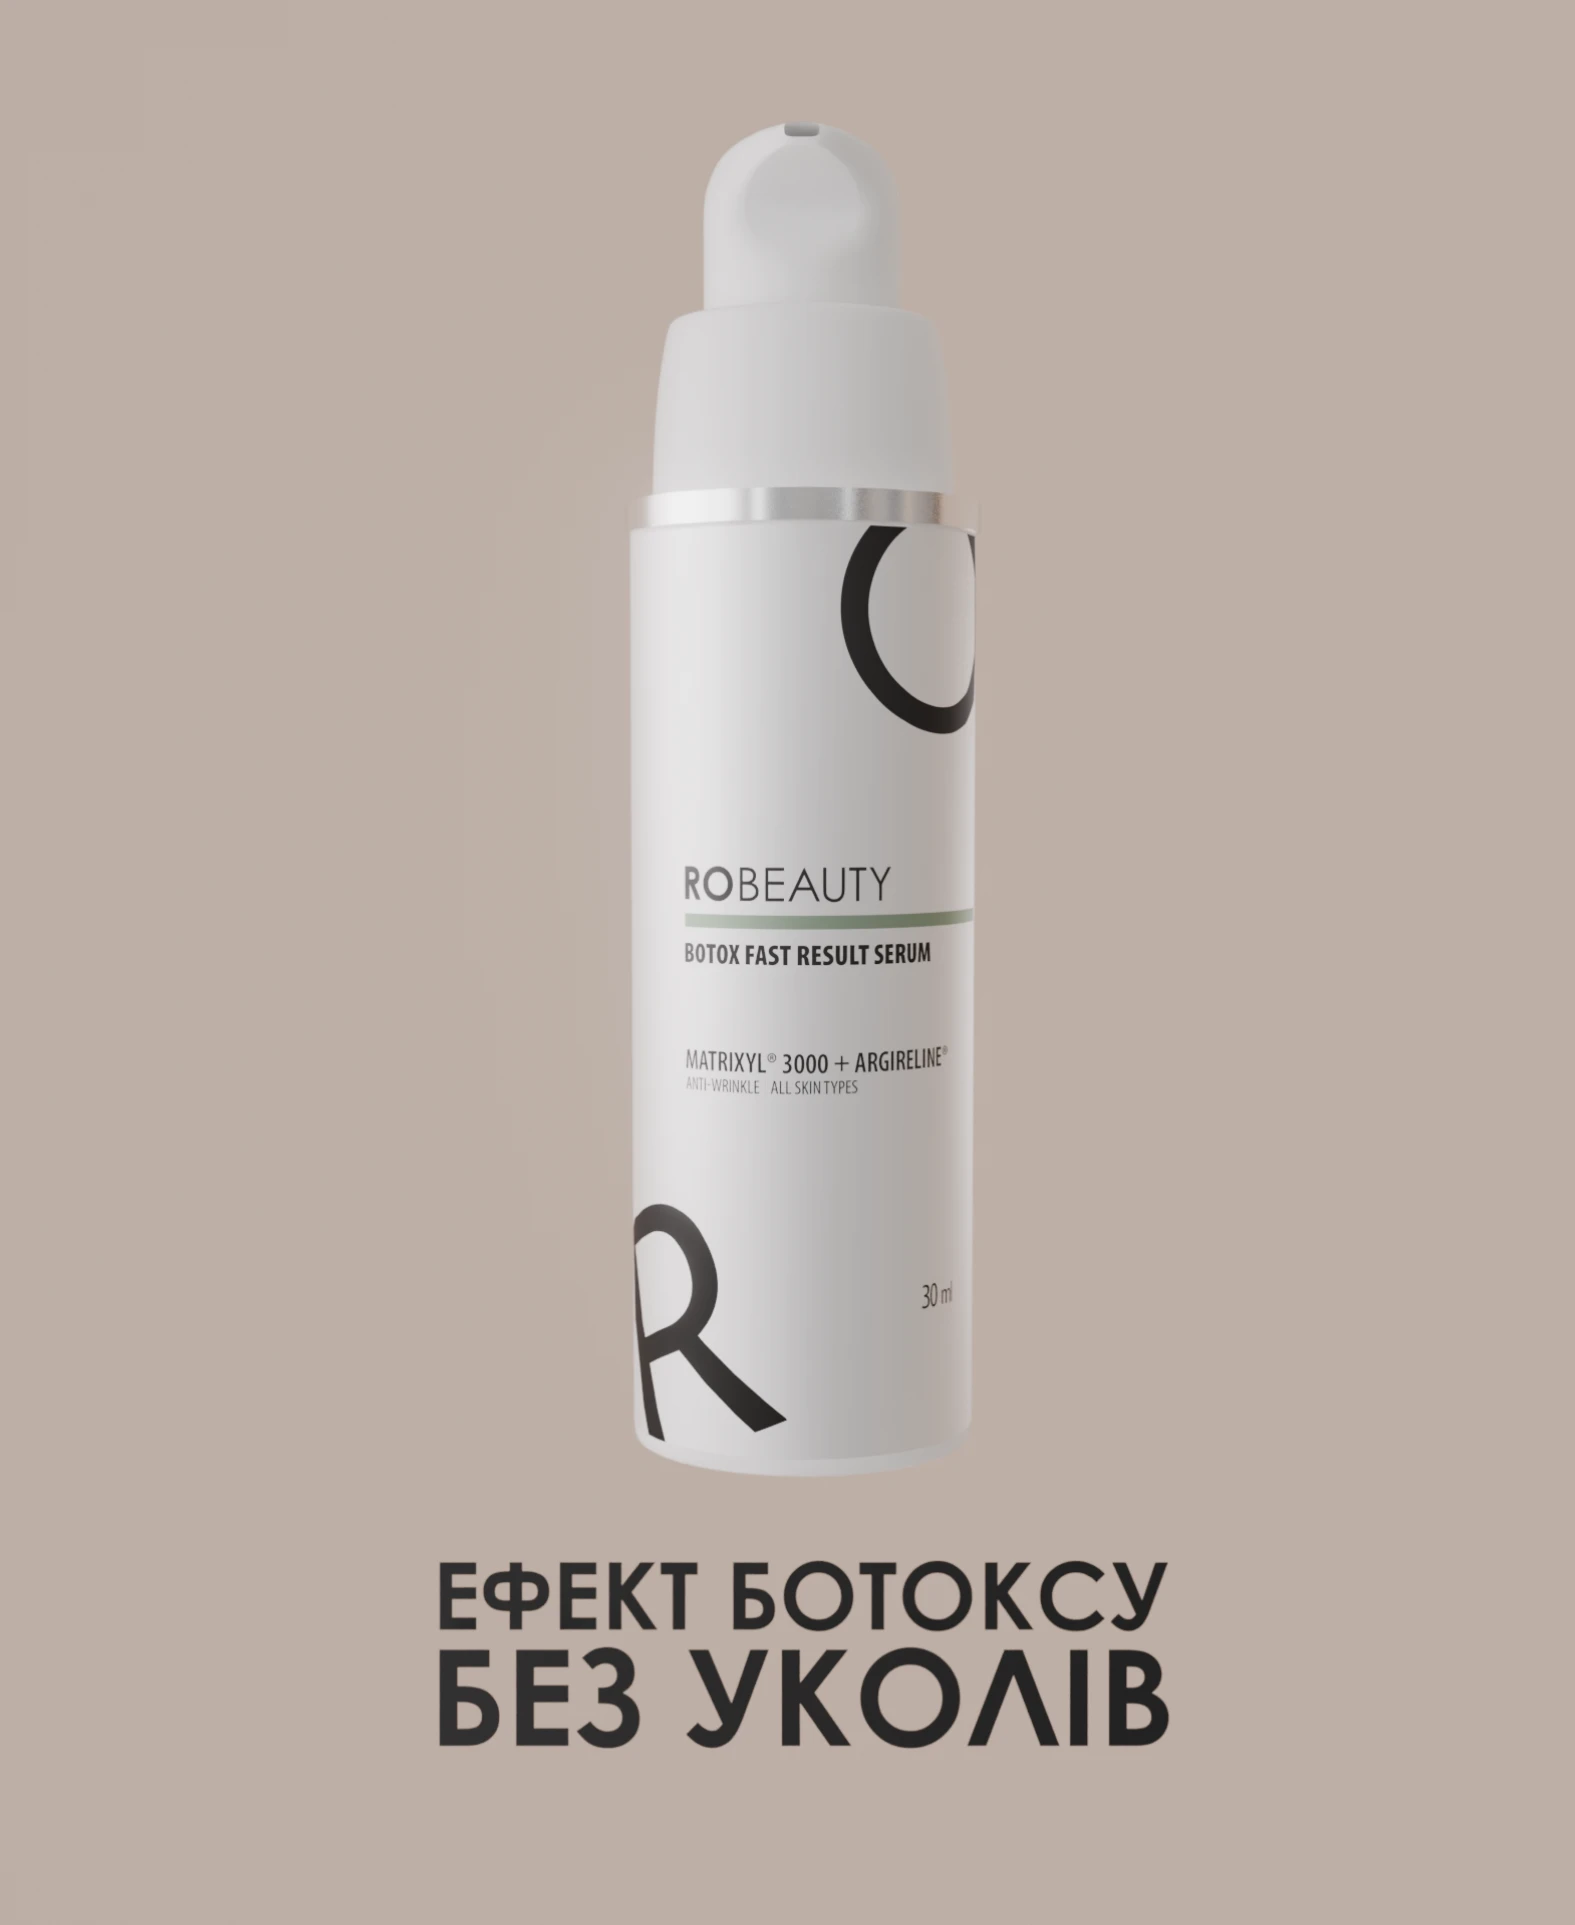 ROBEAUTY
BOTOX FAST RESULT SERUM
MATRIXYL® 3000 + ARGIRELINE®
ANTI-WRINKLE ALL SKIN TYPES
R
30 ml
ЕФЕКТ БОТОКСУ
БЕЗ УКОЛІВ